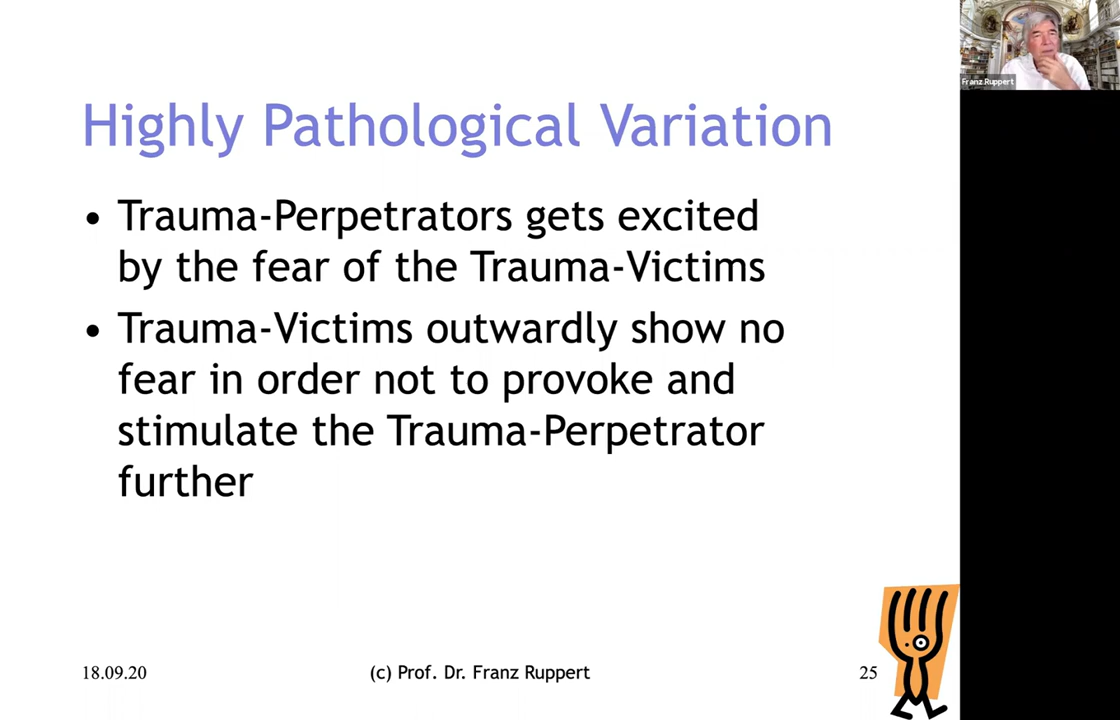 Franz Ruppert
Highly Pathological Variation
• Trauma-Perpetrators gets excited
by the fear of the Trauma-Victims
• Trauma-Victims outwardly show no
fear in order not to provoke and
stimulate the Trauma-Perpetrator
further
18.09.20
(c) Prof. Dr. Franz Ruppert
25